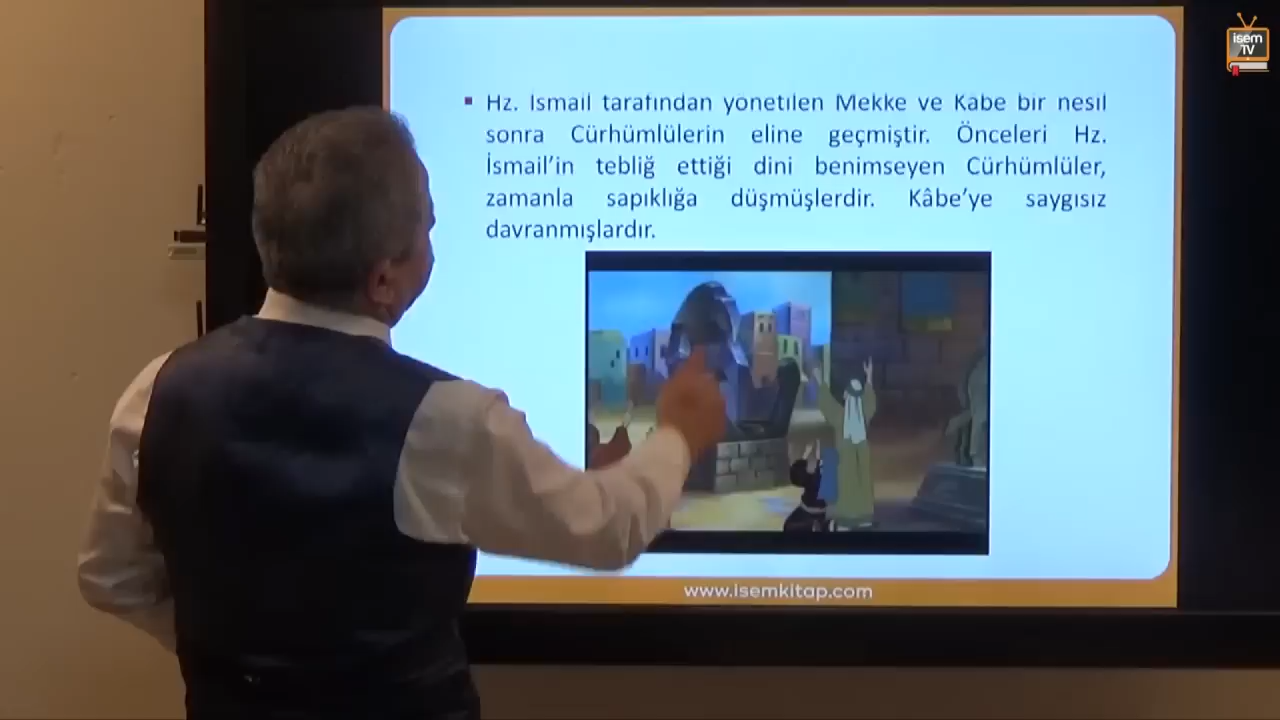 isem
TV
Hz. İsmail tarafından yönetilen Mekke ve Kâbe bir nesil
sonra Cürhümlülerin eline geçmiştir. Önceleri Hz.
İsmail’in tebliğ ettiği dini benimseyen Cürhümlüler,
zamanla sapıklığa düşmüşlerdir. Kâbe’ye saygısız
davranmışlardır.
www.isemkitap.com